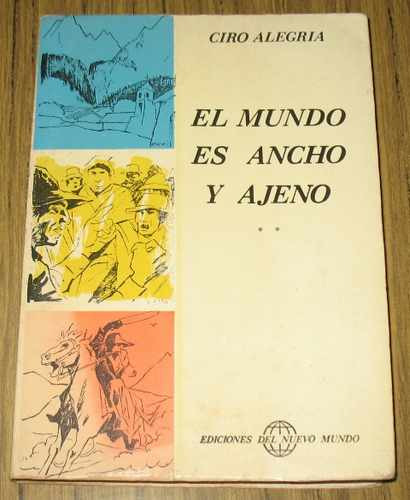 CIRO ALEGRIA
EL MUNDO
ES ANCHO
Y AJENO
* *
EDICIONES DEL NUEVO MUNDO